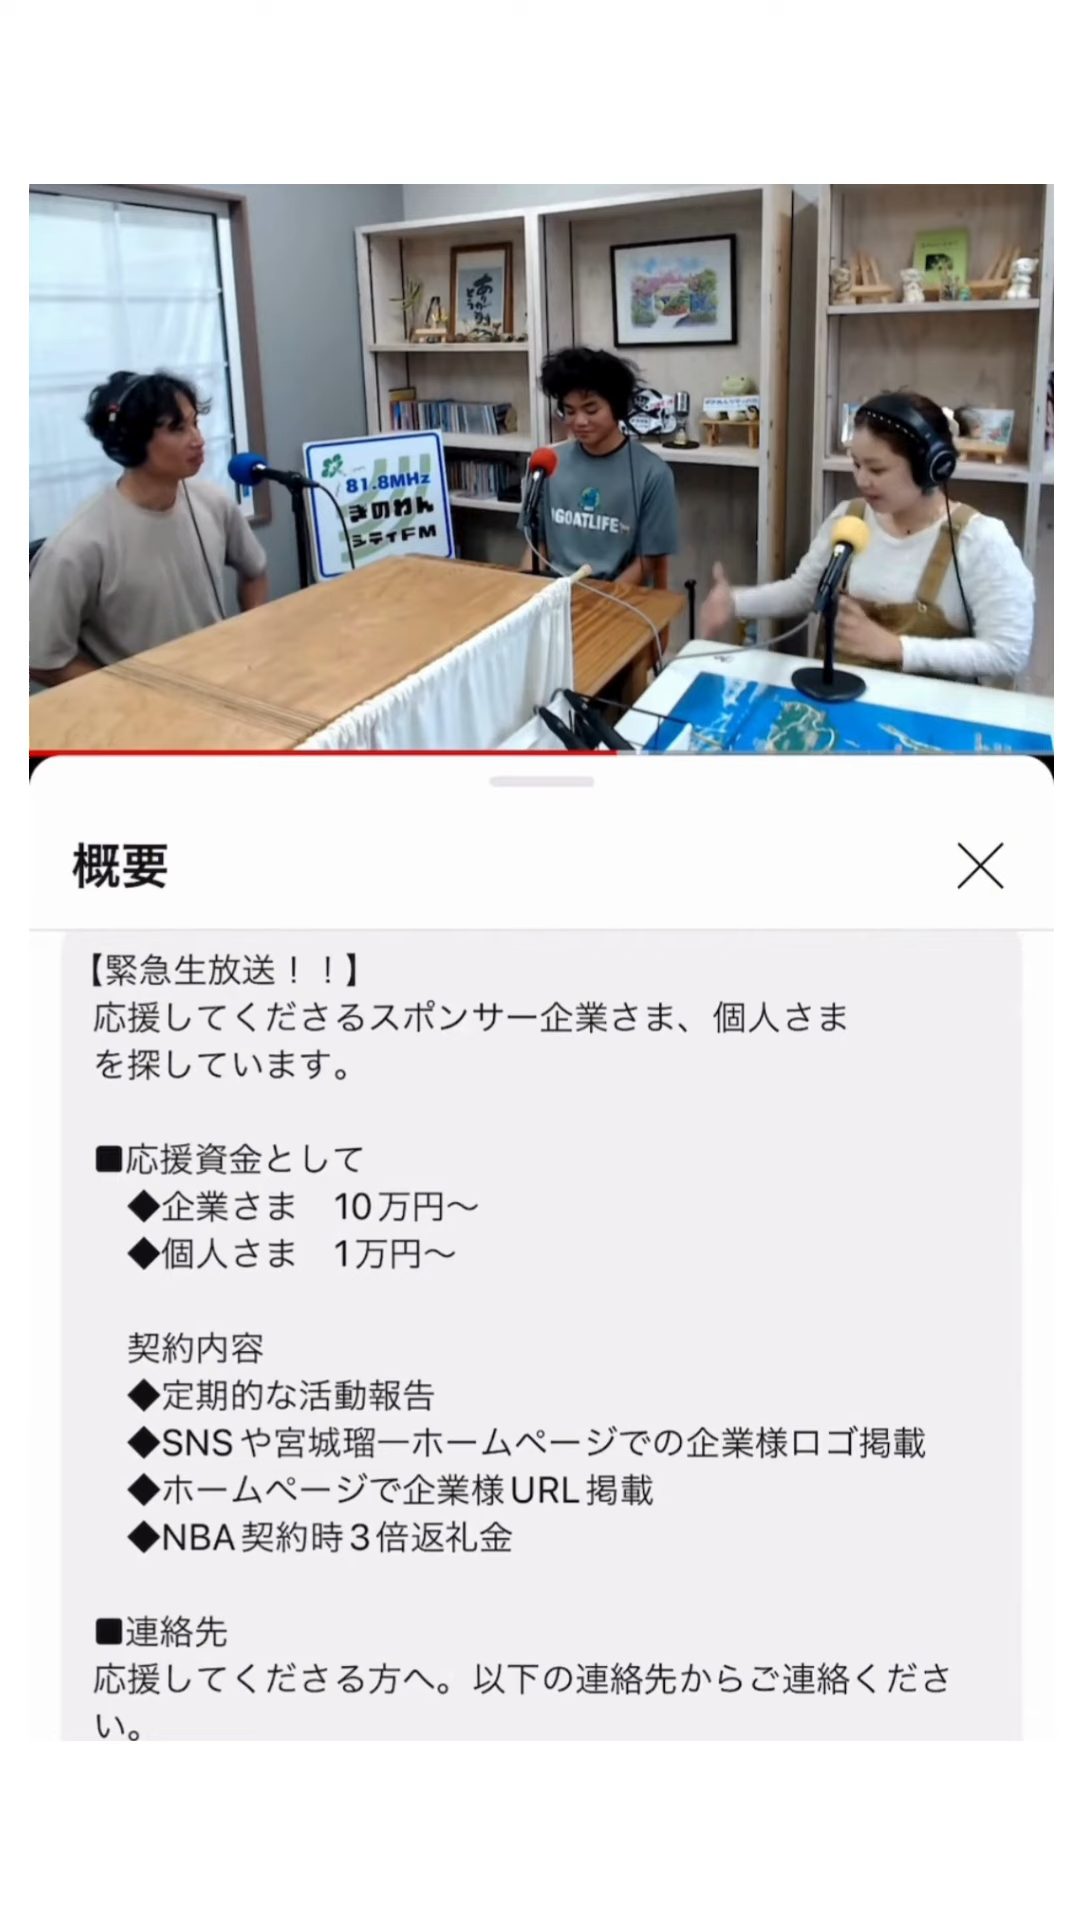 ありがとう
81.8MHz
ぎのわん
シティFM
GOATLIFE
概要
【緊急生放送！！】
応援してくださるスポンサー企業さま、個人さま
を探しています。
■応援資金として
◆企業さま　10万円〜
◆個人さま　1万円〜
契約内容
◆定期的な活動報告
◆SNSや宮城瑠一ホームページでの企業様ロゴ掲載
◆ホームページで企業様URL掲載
◆NBA契約時3倍返礼金
■連絡先
応援してくださる方へ。以下の連絡先からご連絡くださ
い。